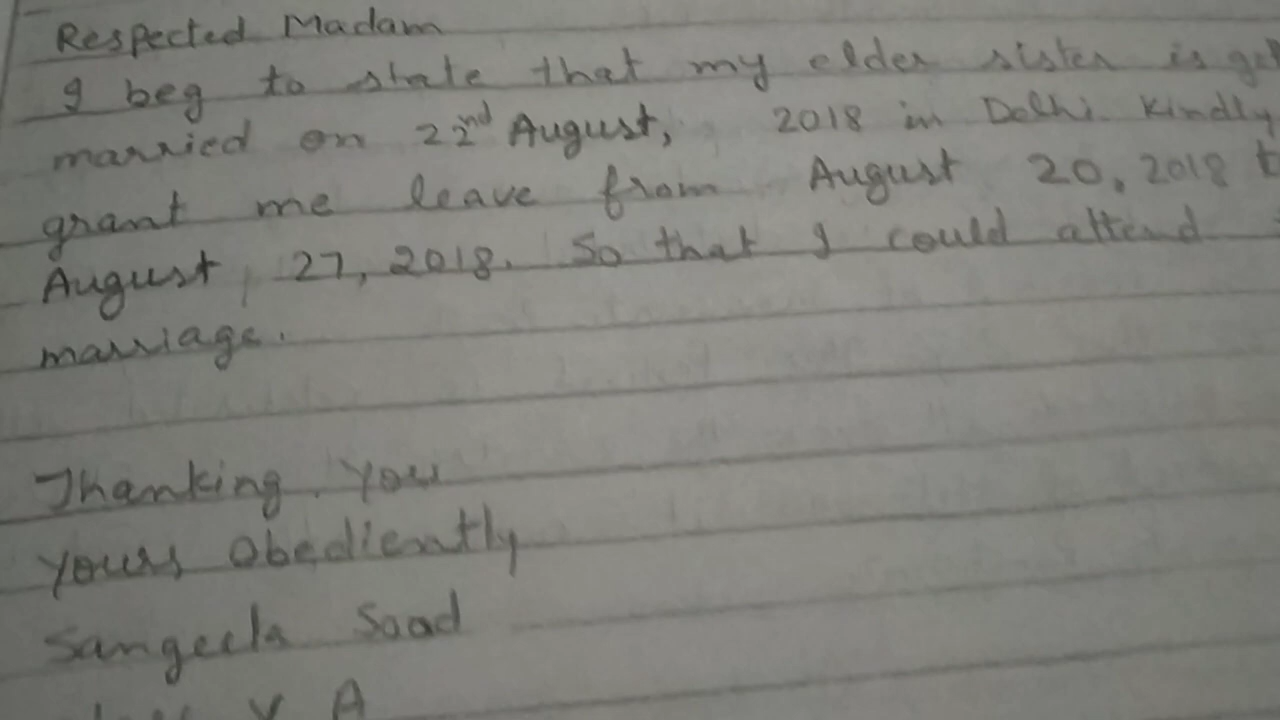 Respected Madam
I beg to state that my elder sister is get
married on 22nd August, 2018 in Delhi. Kindly
grant me leave from August 20, 2018 t
August 27, 2018. So that I could attend
marriage.
Thanking you
Yours Obediently
Sangeeta Sood
V A